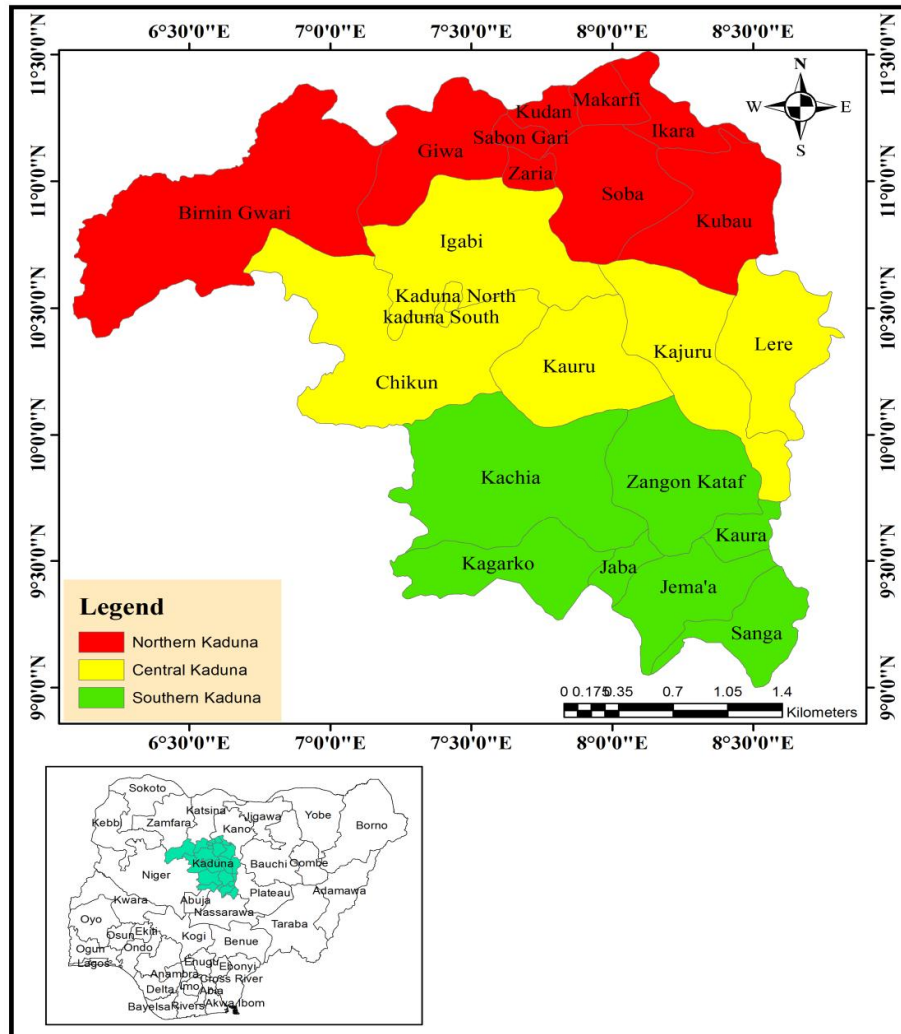 6°30'0"E 7°0'0"E 7°30'0"E 8°0'0"E 8°30'0"E
11°30'0"N
11°0'0"N
10°30'0"N
10°0'0"N
9°30'0"N
9°0'0"N
11°30'0"N
11°0'0"N
10°30'0"N
10°0'0"N
9°30'0"N
9°0'0"N
N
W E
S
Makarfi
Kudan
Ikara
Sabon Gari
Giwa
Zaria
Soba
Birnin Gwari
Kubau
Igabi
Kaduna North
kaduna South
Kajuru
Lere
Kauru
Chikun
Kachia
Zangon Kataf
Kaura
Kagarko
Jaba
Jema'a
Sanga
Legend
Northern Kaduna
Central Kaduna
Southern Kaduna
0 0.175 0.35 0.7 1.05 1.4
Kilometers
6°30'0"E 7°0'0"E 7°30'0"E 8°0'0"E 8°30'0"E
Sokoto
Katsina
Jigawa
Yobe
Kebbi
Zamfara
Kano
Borno
Kaduna
Bauchi
Gombe
Niger
Adamawa
Plateau
Kwara
Abuja
Nassarawa
Taraba
Oyo
Ekiti
Osun
Kogi
Benue
Ogun
Ondo
Lagos
Enugu
Ebonyi
Anambra
Cross River
Delta
Imo
Abia
Bayelsa
Rivers
Akwa Ibom